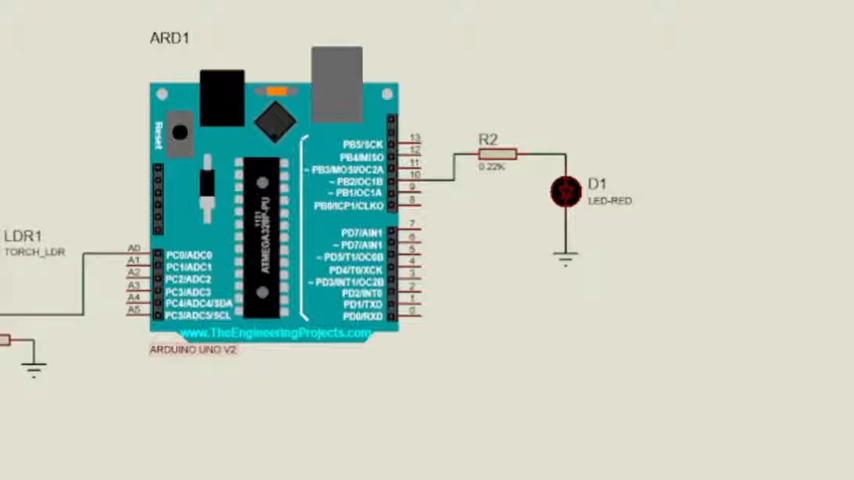 ARD1
Reset
PB5/SCK
PB4/MISO
~ PB3/MOSI/OC2A
~ PB2/OC1B
~ PB1/OC1A
PB0/ICP1/CLKO
PD7/AIN1
~ PD7/AIN1
~ PD5/T1/OC0B
PD4/T0/XCK
~ PD3/INT1/OC2B
PD2/INT0
PD1/TXD
PD0/RXD
13
12
11
10
9
8
7
6
5
4
3
2
1
0
A0
A1
A2
A3
A4
A5
PC0/ADC0
PC1/ADC1
PC2/ADC2
PC3/ADC3
PC4/ADC4/SDA
PC5/ADC5/SCL
ATMEGA328P-PU
1121
www.TheEngineeringProjects.com
ARDUINO UNO V2
LDR1
TORCH_LDR
R2
0.22K
D1
LED-RED